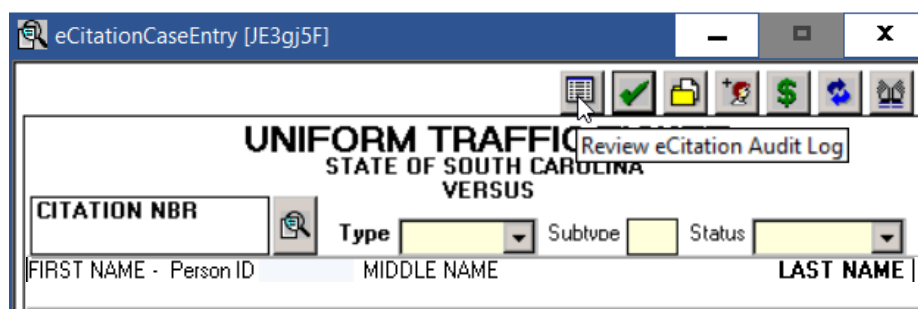 eCitationCaseEntry [JE3gj5F]
UNIFORM TRAFFIC
Review eCitation Audit Log
STATE OF SOUTH CAROLINA
VERSUS
CITATION NBR
Type Subtype Status
FIRST NAME - Person ID MIDDLE NAME LAST NAME